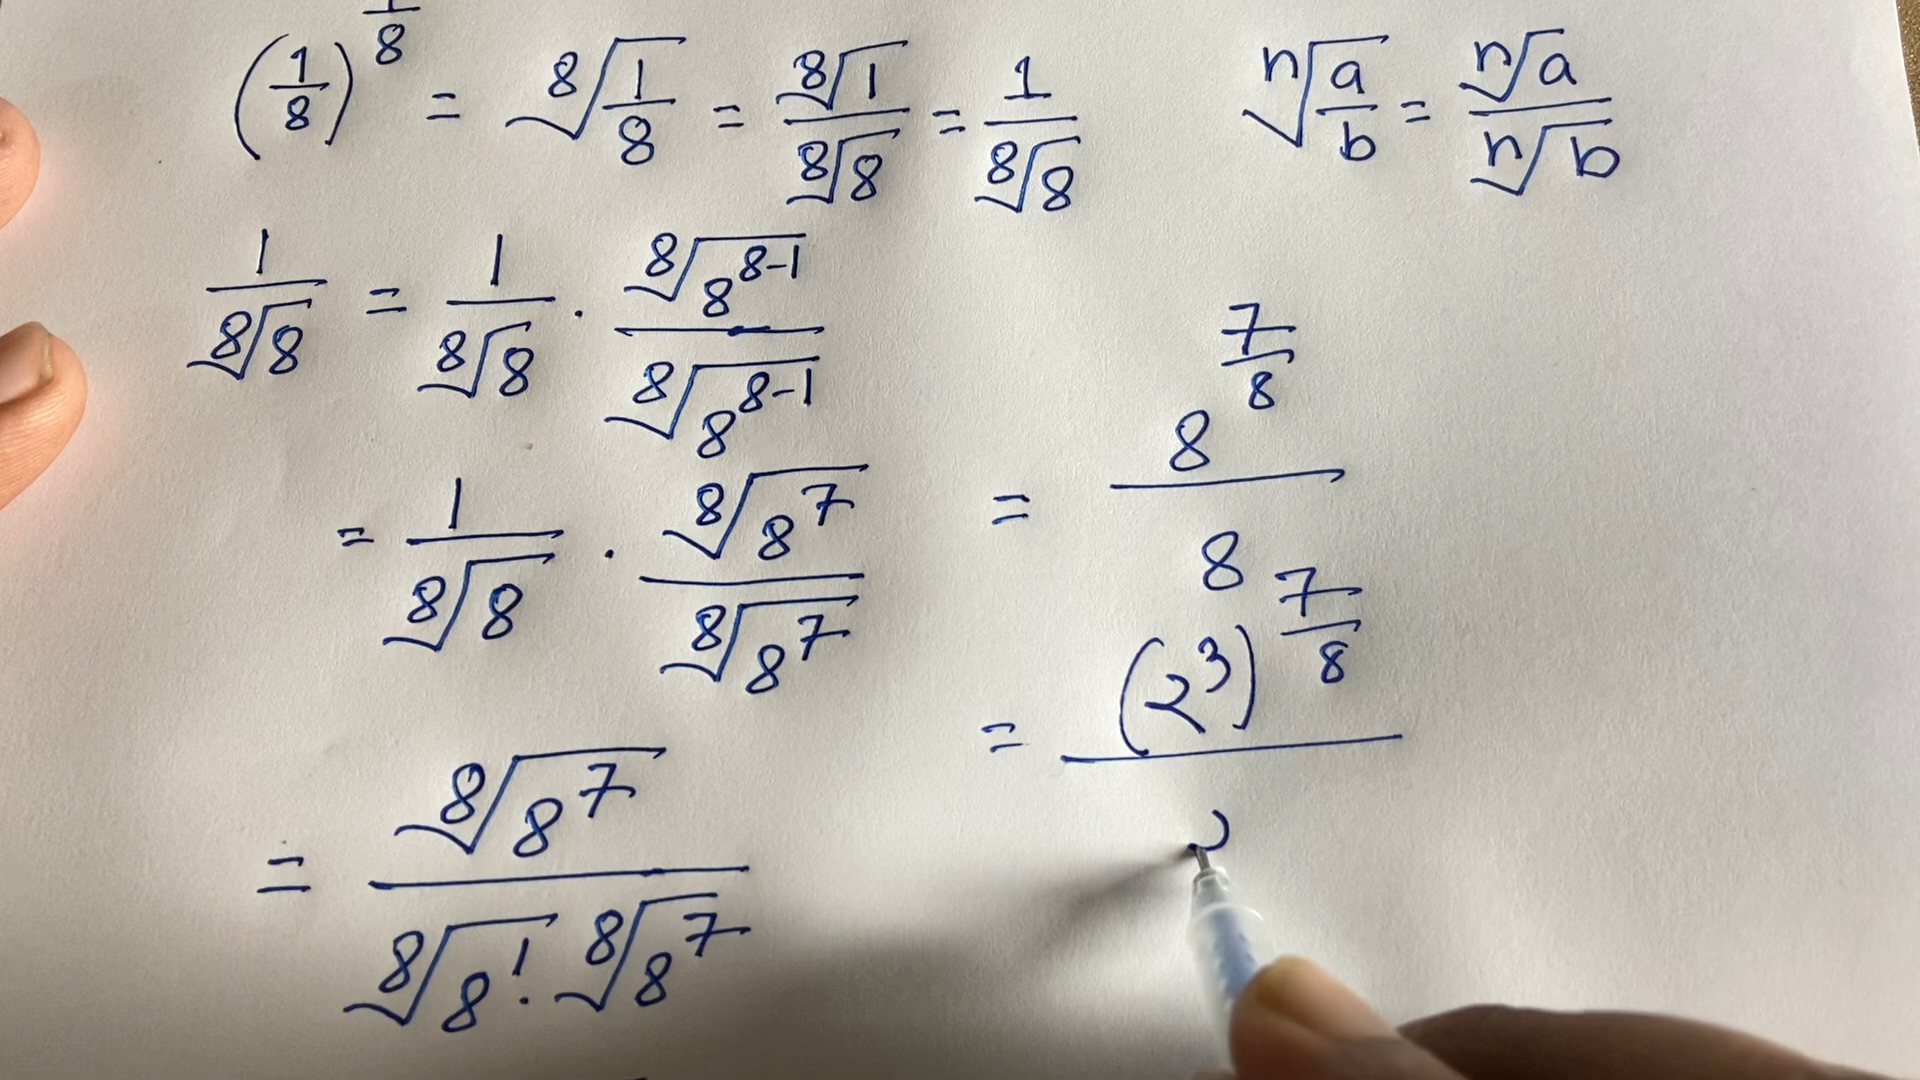 (1/8)^(1/8) = ⁸√(1/8) = ⁸√1 / ⁸√8 = 1 / ⁸√8
ⁿ√(a/b) = ⁿ√a / ⁿ√b
1 / ⁸√8 = 1 / ⁸√8 · ⁸√(8^(8-1)) / ⁸√(8^(8-1))
= 1 / ⁸√8 · ⁸√(8^7) / ⁸√(8^7)
= ⁸√(8^7) / (⁸√(8^1) · ⁸√(8^7))
= 8^(7/8) / 8
= (2^3)^(7/8) /